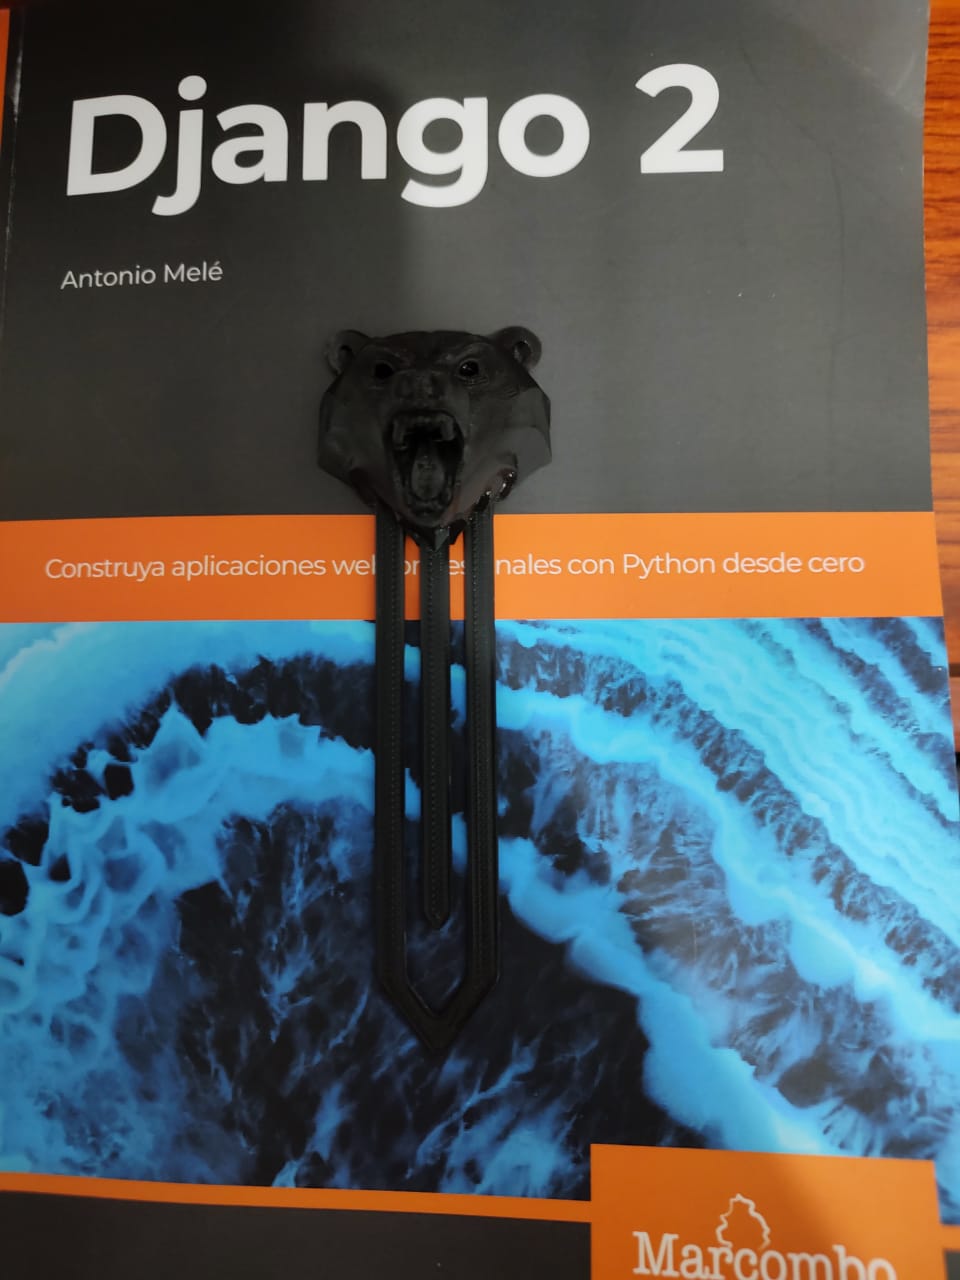 Django 2
Antonio Melé
Construya aplicaciones con Python desde cero
Marcombo